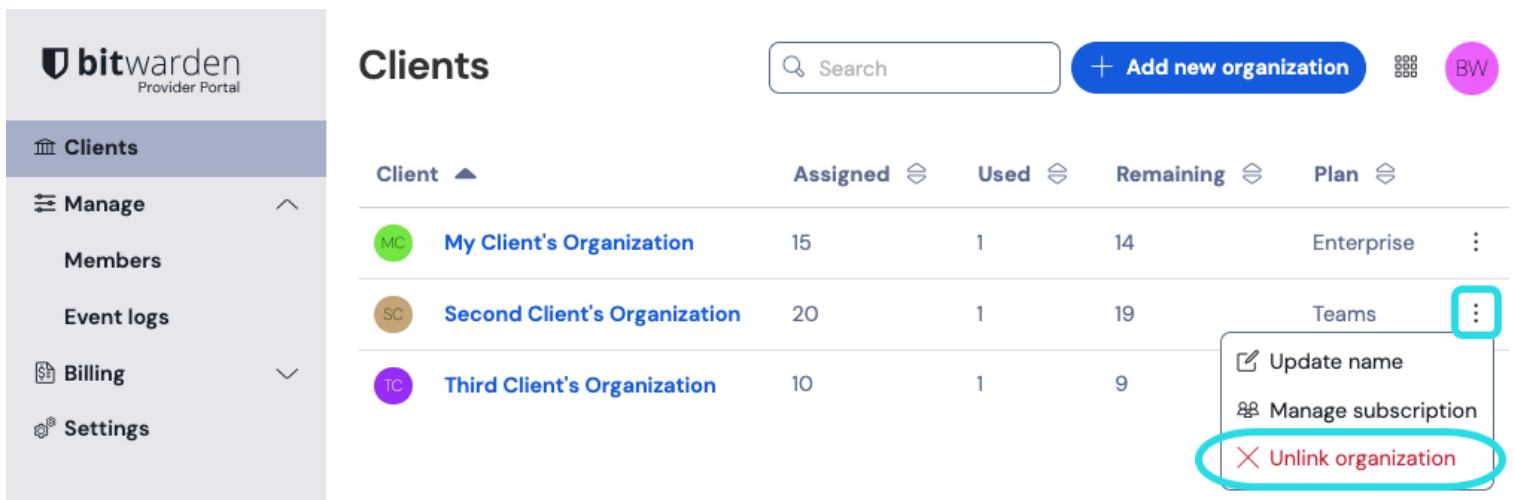 bitwarden
Provider Portal
Clients
Manage
Members
Event logs
Billing
Settings
Clients
Search
Add new organization
BW
Client Assigned Used Remaining Plan
MC My Client's Organization 15 1 14 Enterprise
SC Second Client's Organization 20 1 19 Teams
TC Third Client's Organization 10 1 9
Update name
Manage subscription
Unlink organization